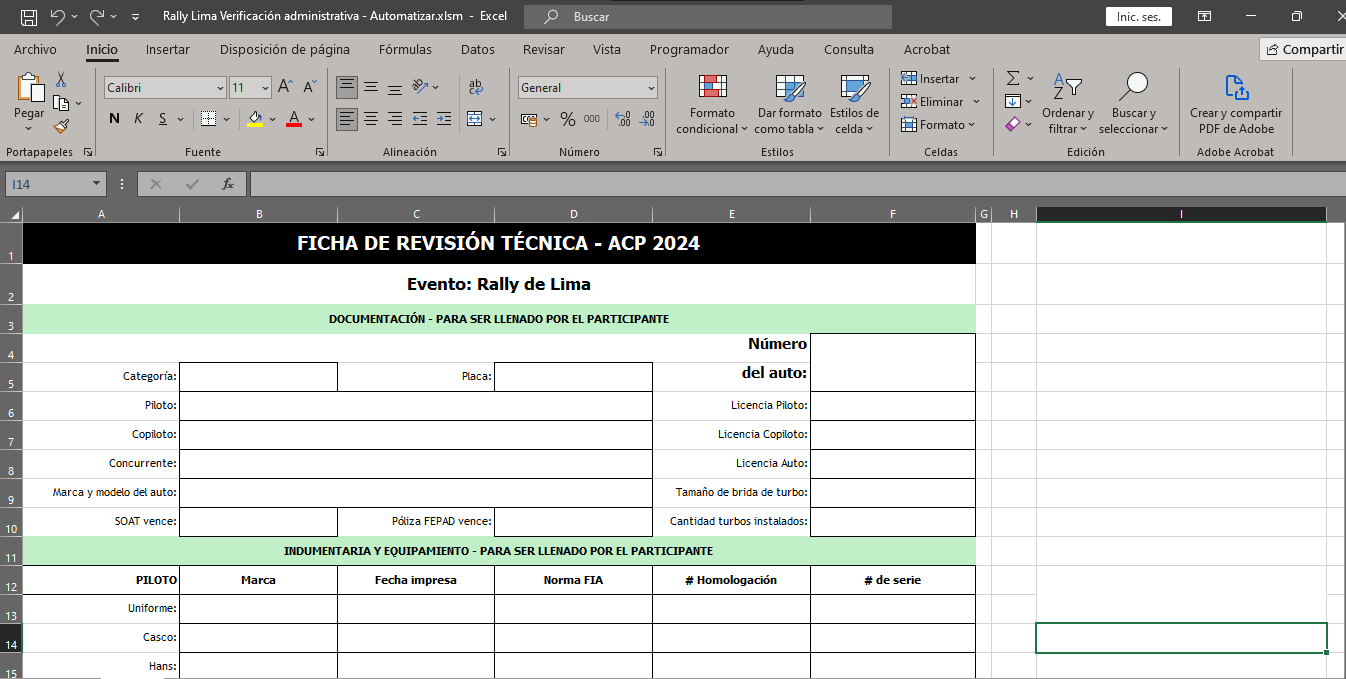 Rally Lima Verificación administrativa - Automatizar.xlsm - Excel
Buscar
Inic. ses.
Archivo Inicio Insertar Disposición de página Fórmulas Datos Revisar Vista Programador Ayuda Consulta Acrobat Compartir
Pegar
Calibri 11
N K S
ab
General
% 000
Formato condicional
Dar formato como tabla
Estilos de celda
Insertar
Eliminar
Formato
Ordenar y filtrar
Buscar y seleccionar
Crear y compartir PDF de Adobe
Portapapeles Fuente Alineación Número Estilos Celdas Edición Adobe Acrobat
I14 fx
A B C D E F G H I
1 FICHA DE REVISIÓN TÉCNICA - ACP 2024
2 Evento: Rally de Lima
3 DOCUMENTACIÓN - PARA SER LLENADO POR EL PARTICIPANTE
4 Número
5 Categoría: Placa: del auto:
6 Piloto: Licencia Piloto:
7 Copiloto: Licencia Copiloto:
8 Concurrente: Licencia Auto:
9 Marca y modelo del auto: Tamaño de brida de turbo:
10 SOAT vence: Póliza FEPAD vence: Cantidad turbos instalados:
11 INDUMENTARIA Y EQUIPAMIENTO - PARA SER LLENADO POR EL PARTICIPANTE
12 PILOTO Marca Fecha impresa Norma FIA # Homologación # de serie
13 Uniforme:
14 Casco:
15 Hans: